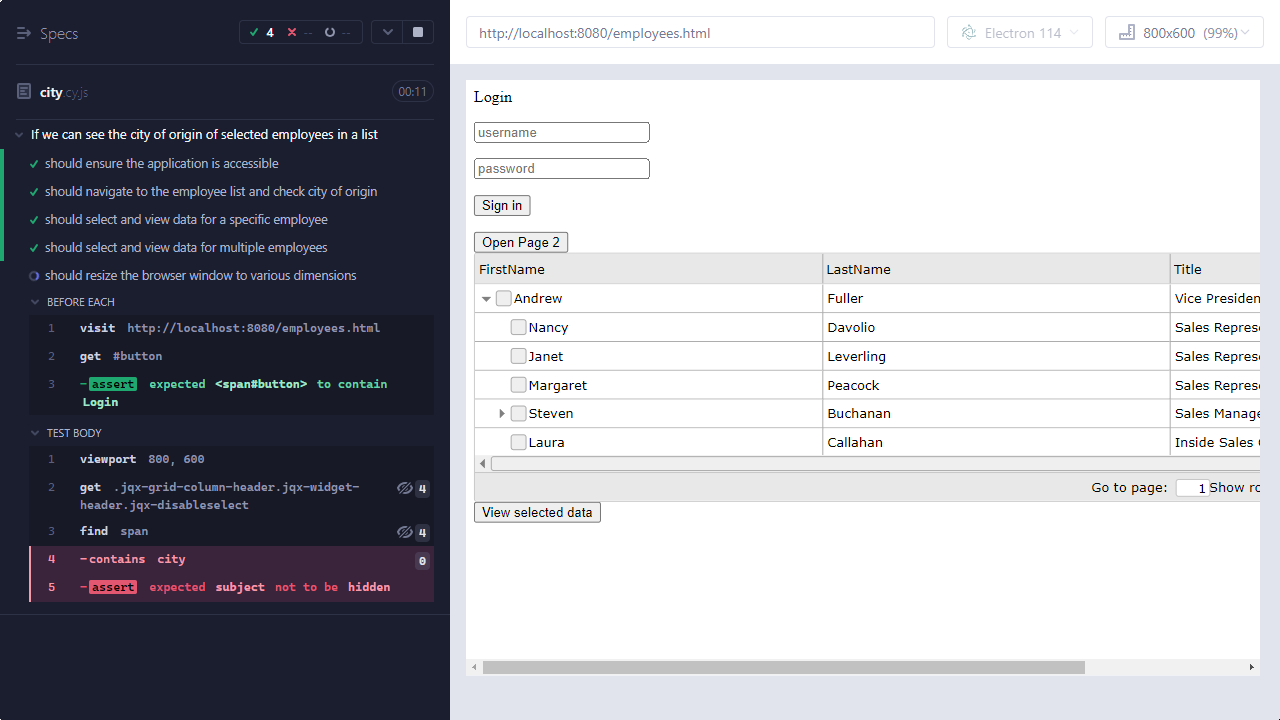 Specs
4
--
--
city.cy.js
00:11
If we can see the city of origin of selected employees in a list
should ensure the application is accessible
should navigate to the employee list and check city of origin
should select and view data for a specific employee
should select and view data for multiple employees
should resize the browser window to various dimensions
BEFORE EACH
1 visit http://localhost:8080/employees.html
2 get #button
3 -assert expected <span#button> to contain
Login
TEST BODY
1 viewport 800, 600
2 get .jqx-grid-column-header.jqx-widget- 4
header.jqx-disableselect
3 find span 4
4 -contains city 0
5 -assert expected subject not to be hidden
http://localhost:8080/employees.html
Electron 114
800x600 (99%)
Login
username
password
Sign in
Open Page 2
FirstName LastName Title
Andrew Fuller Vice Presiden
Nancy Davolio Sales Repres
Janet Leverling Sales Repres
Margaret Peacock Sales Repres
Steven Buchanan Sales Manage
Laura Callahan Inside Sales
Go to page: 1 Show ro
View selected data